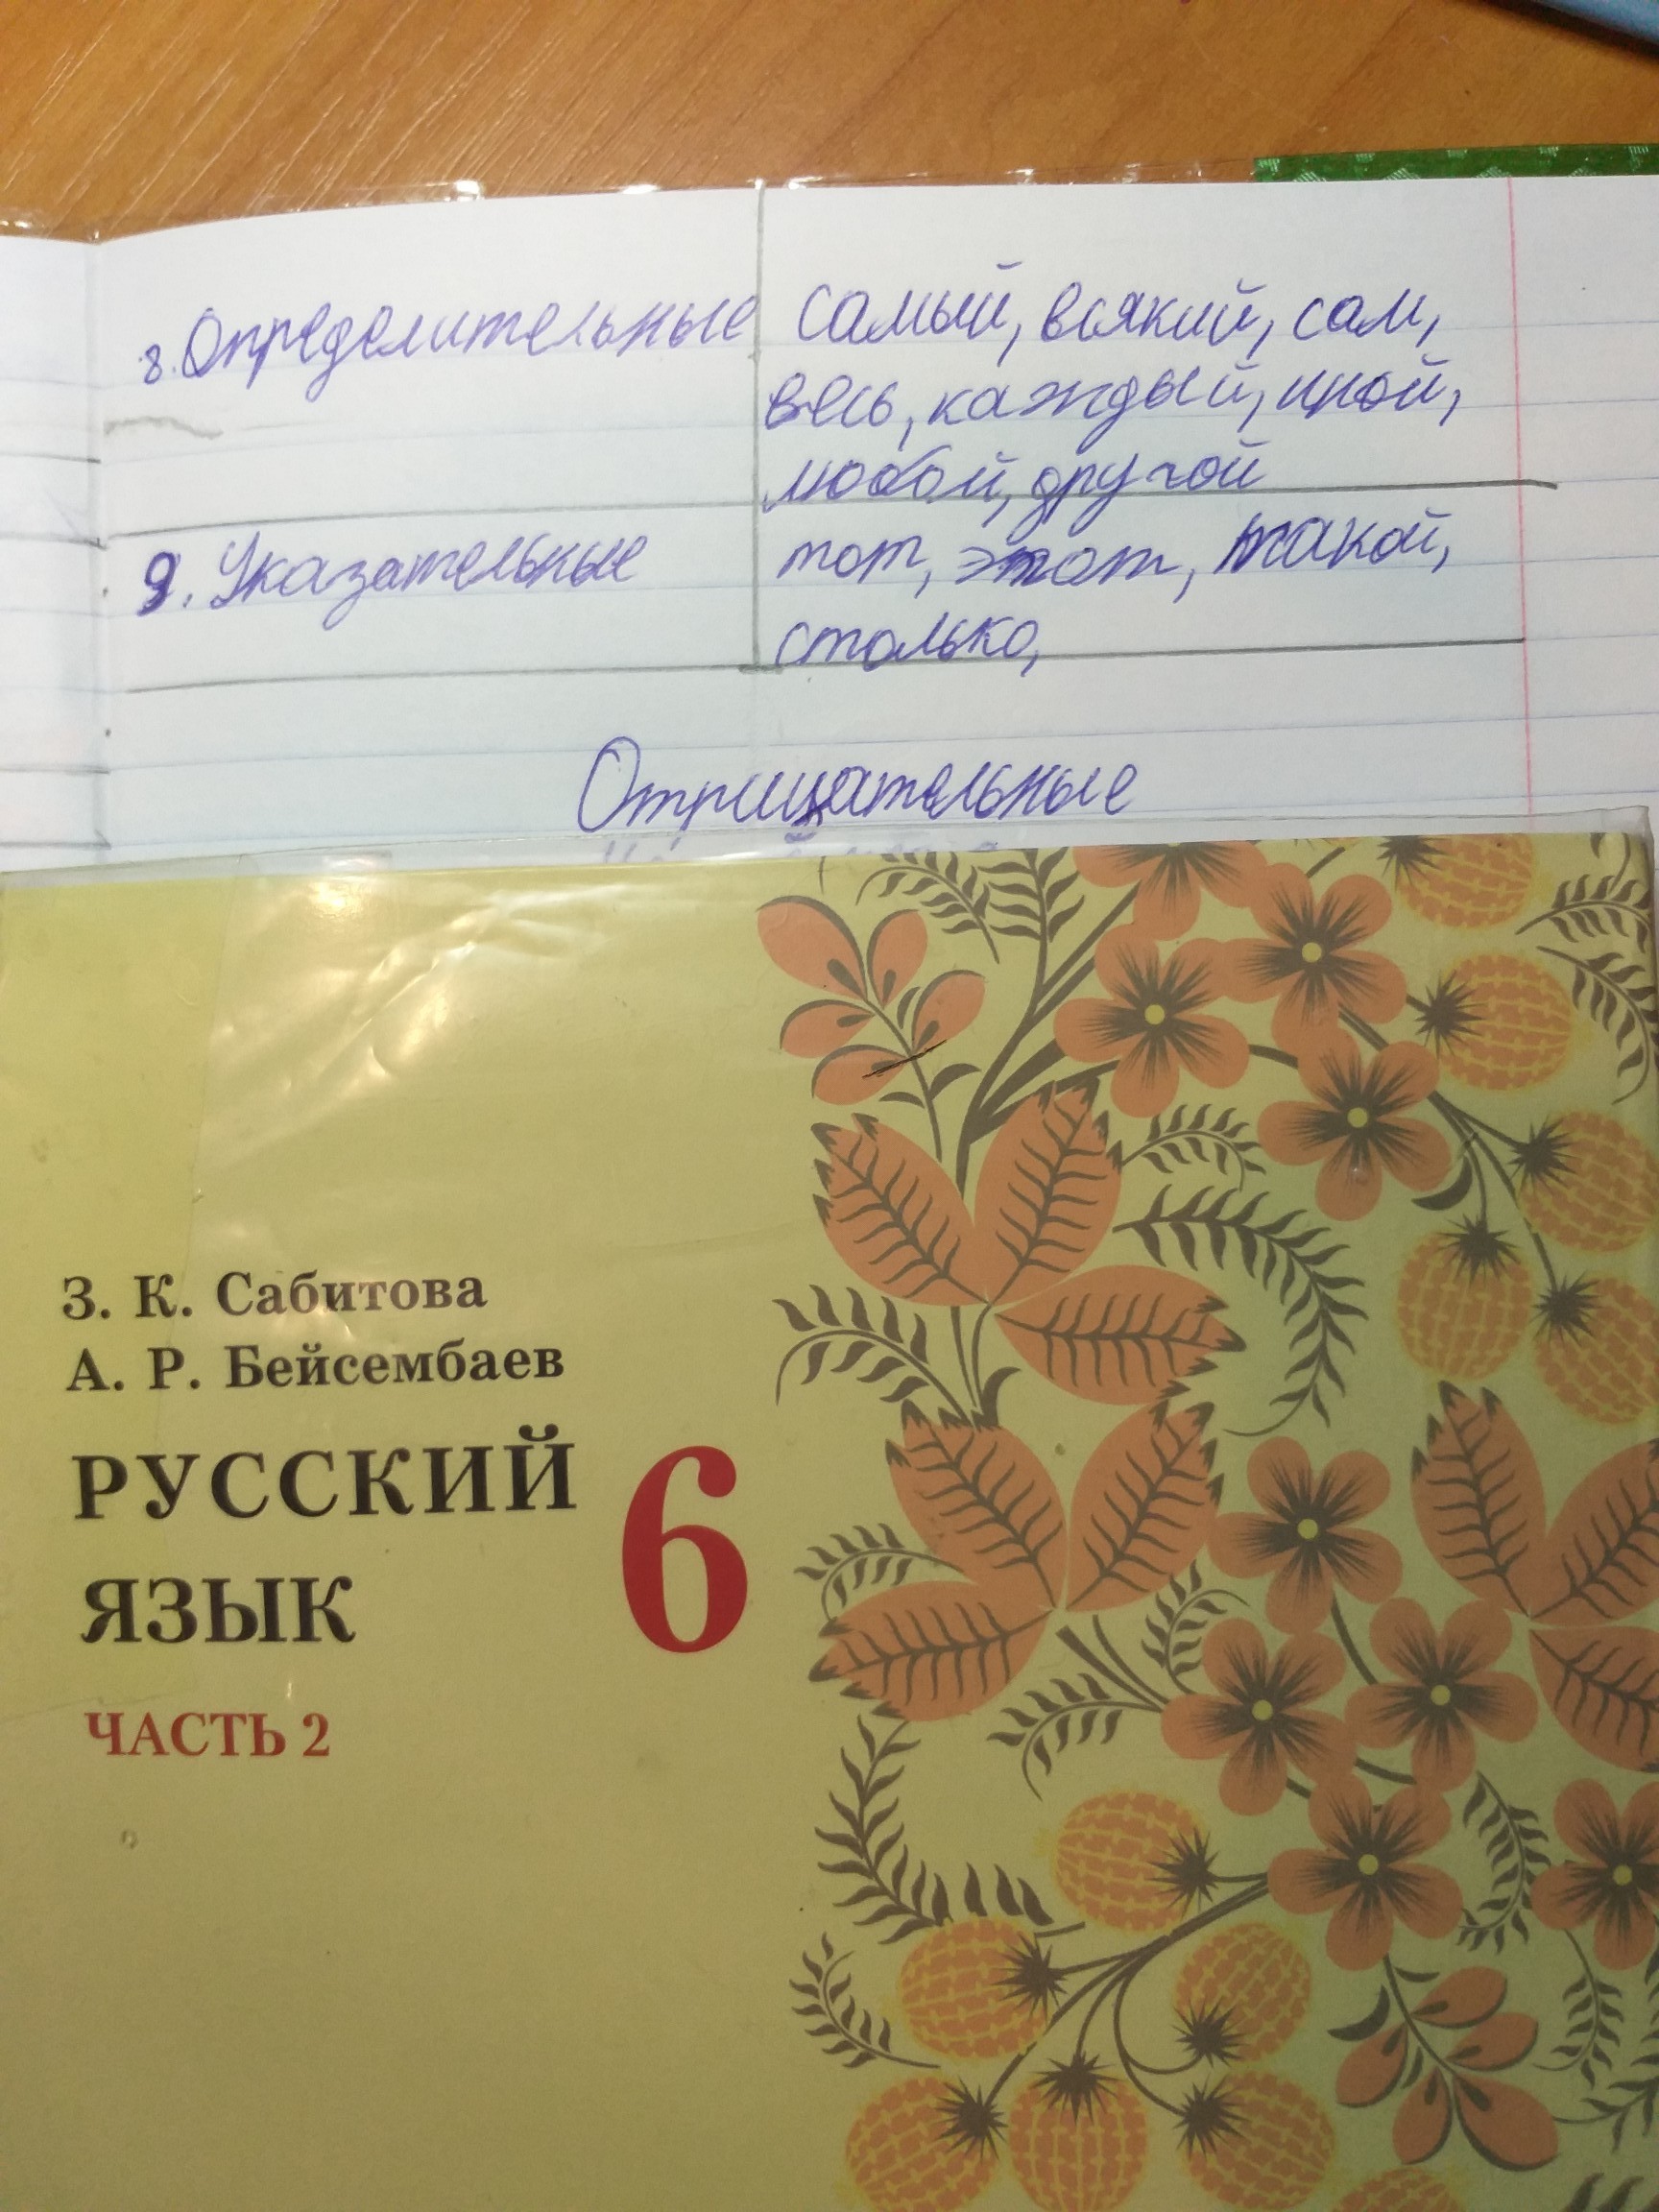 8. Определительные самый, всякий, сам,
весь, каждый, иной,
любой, другой
9. Указательные тот, этот, такой,
столько,
Отрицательные
З. К. Сабитова
А. Р. Бейсембаев
РУССКИЙ
ЯЗЫК
6
ЧАСТЬ 2